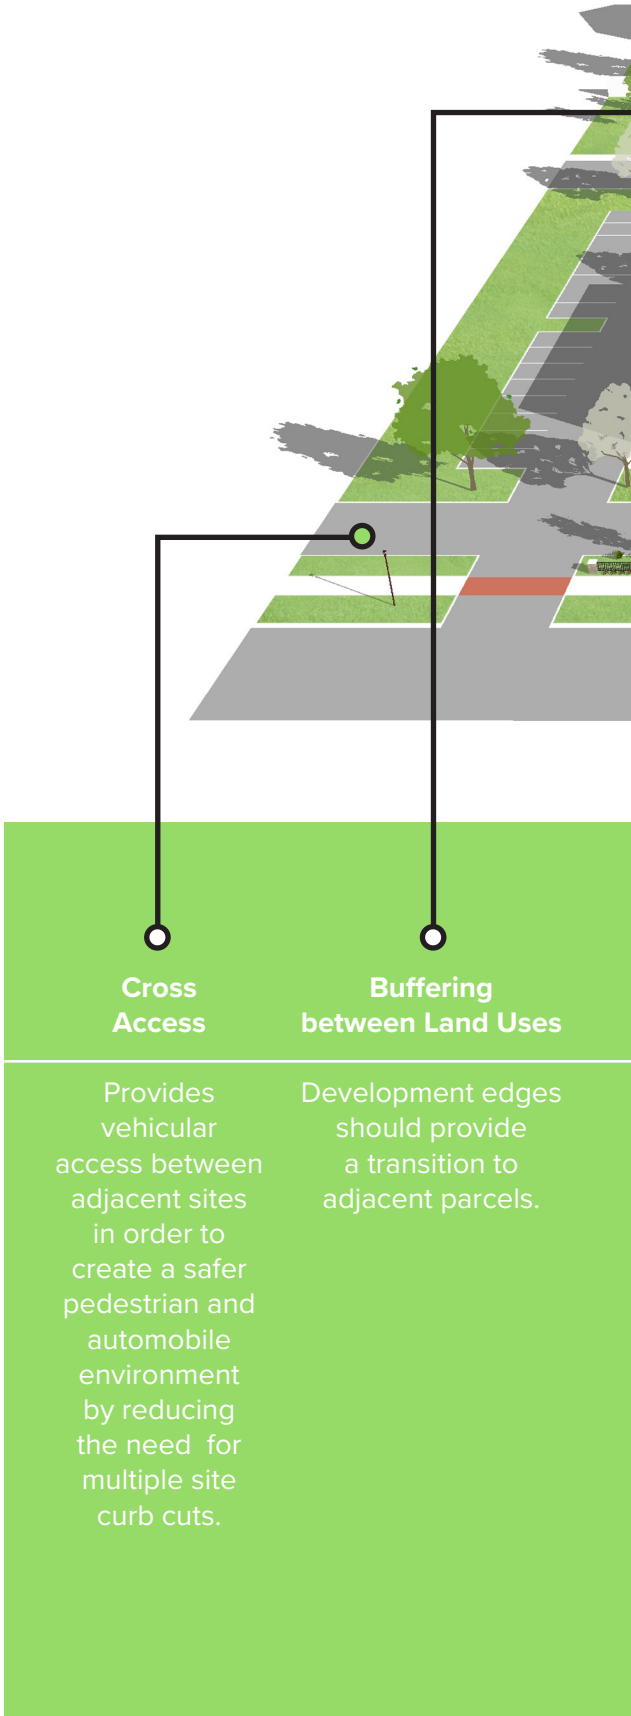 Cross
Access
Provides
vehicular
access between
adjacent sites
in order to
create a safer
pedestrian and
automobile
environment
by reducing
the need  for
multiple site
curb cuts.
Buffering
between Land Uses
Development edges
should provide
a transition to
adjacent parcels.